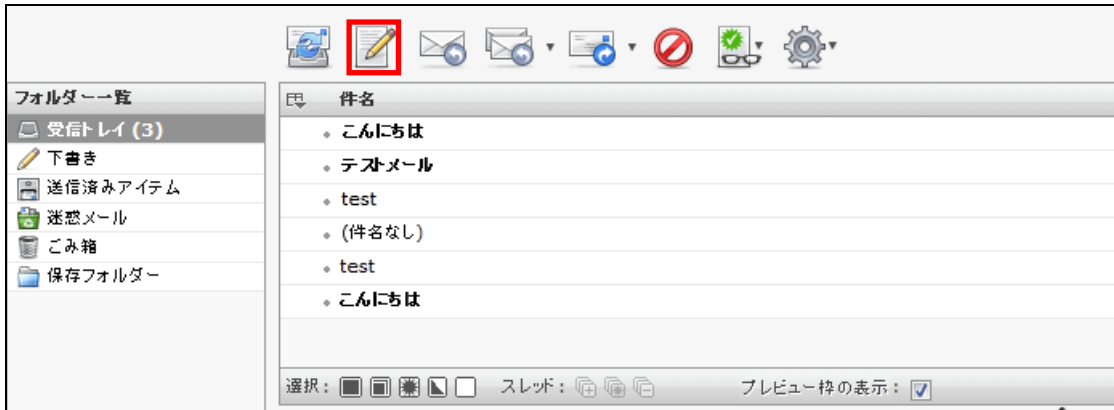 フォルダー一覧
受信トレイ (3)
下書き
送信済みアイテム
迷惑メール
ごみ箱
保存フォルダー
件名
こんにちは
テストメール
test
(件名なし)
test
こんにちは
選択: スレッド: プレビュー枠の表示: